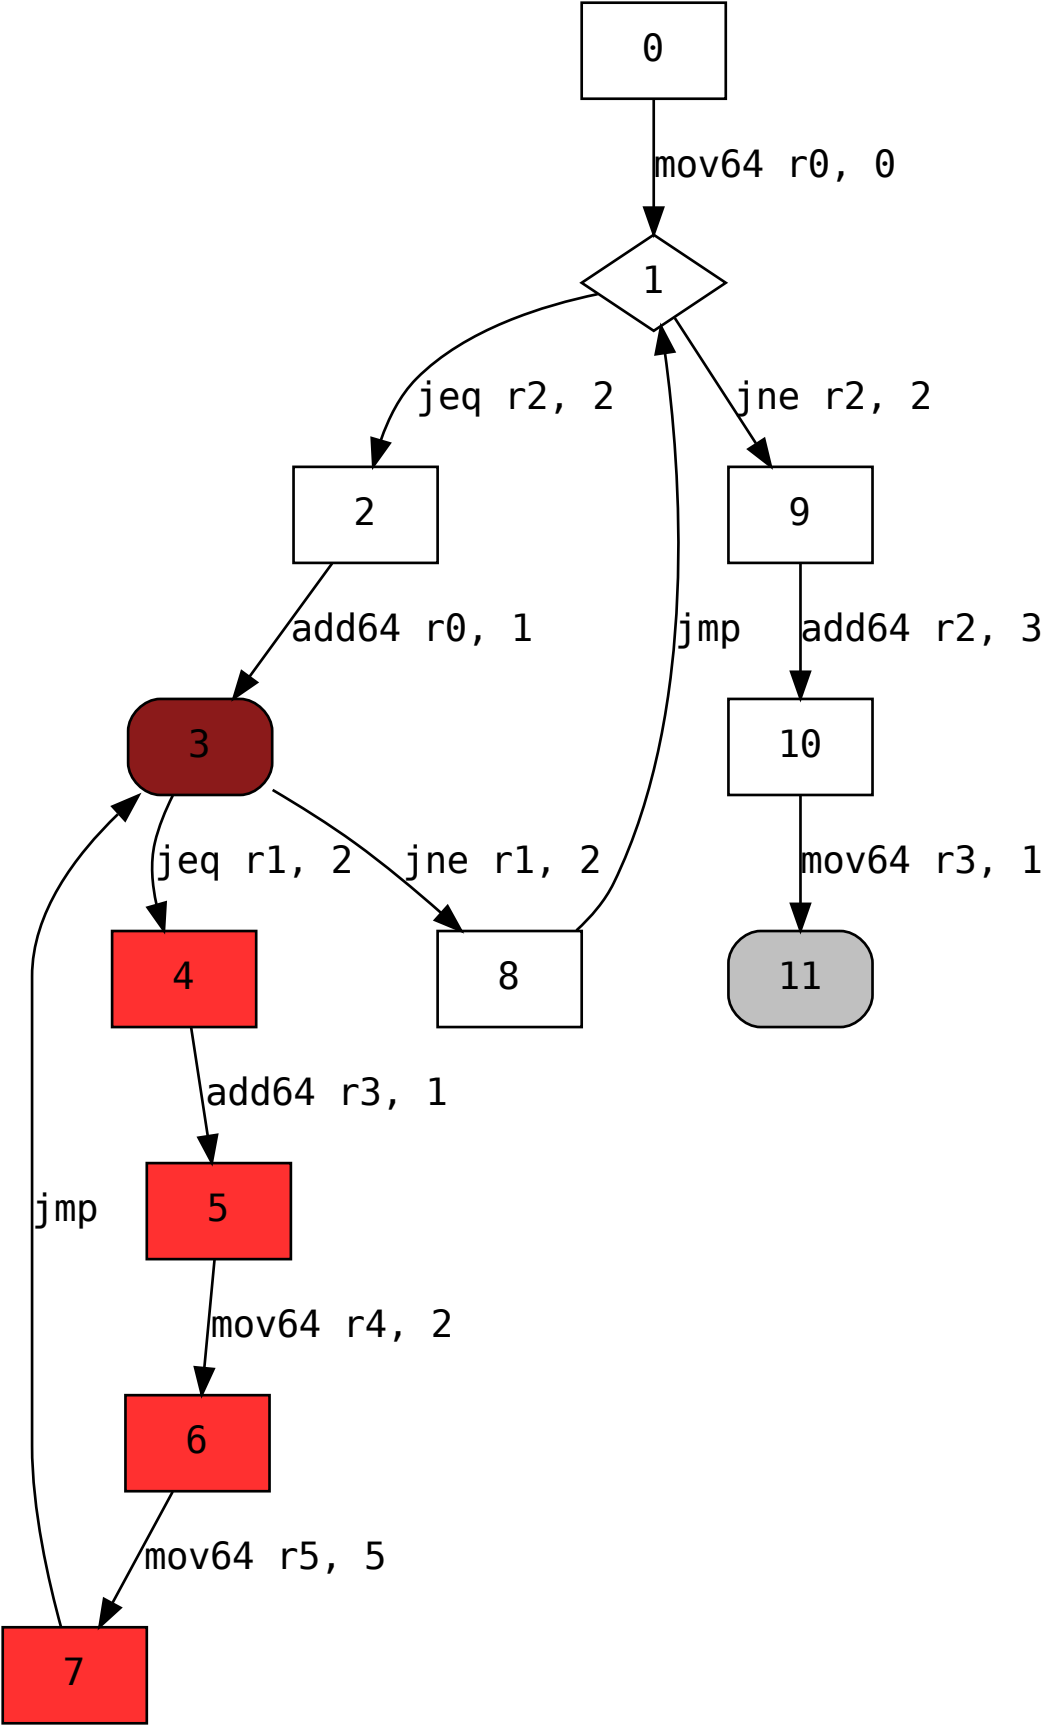 0
mov64 r0, 0
1
jeq r2, 2
jne r2, 2
2
9
add64 r0, 1
jmp
add64 r2, 3
3
10
jeq r1, 2
jne r1, 2
mov64 r3, 1
4
8
11
add64 r3, 1
5
jmp
mov64 r4, 2
6
mov64 r5, 5
7